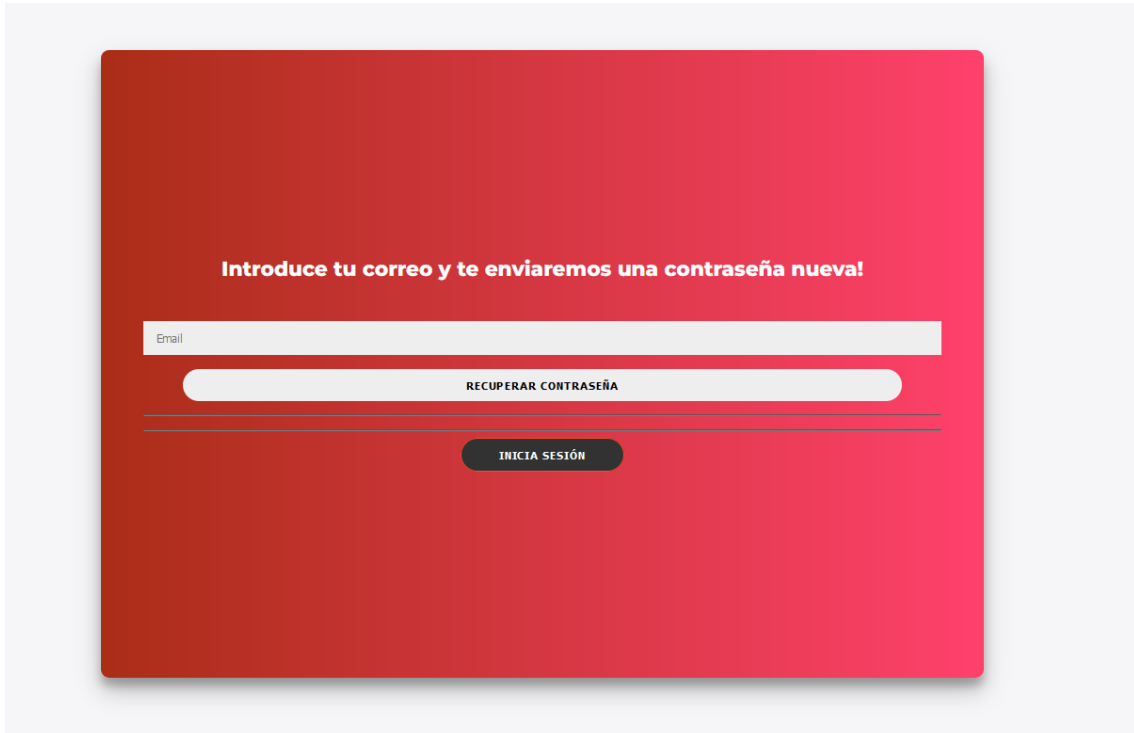 Introduce tu correo y te enviaremos una contraseña nueva!
Email
RECUPERAR CONTRASEÑA
INICIA SESIÓN